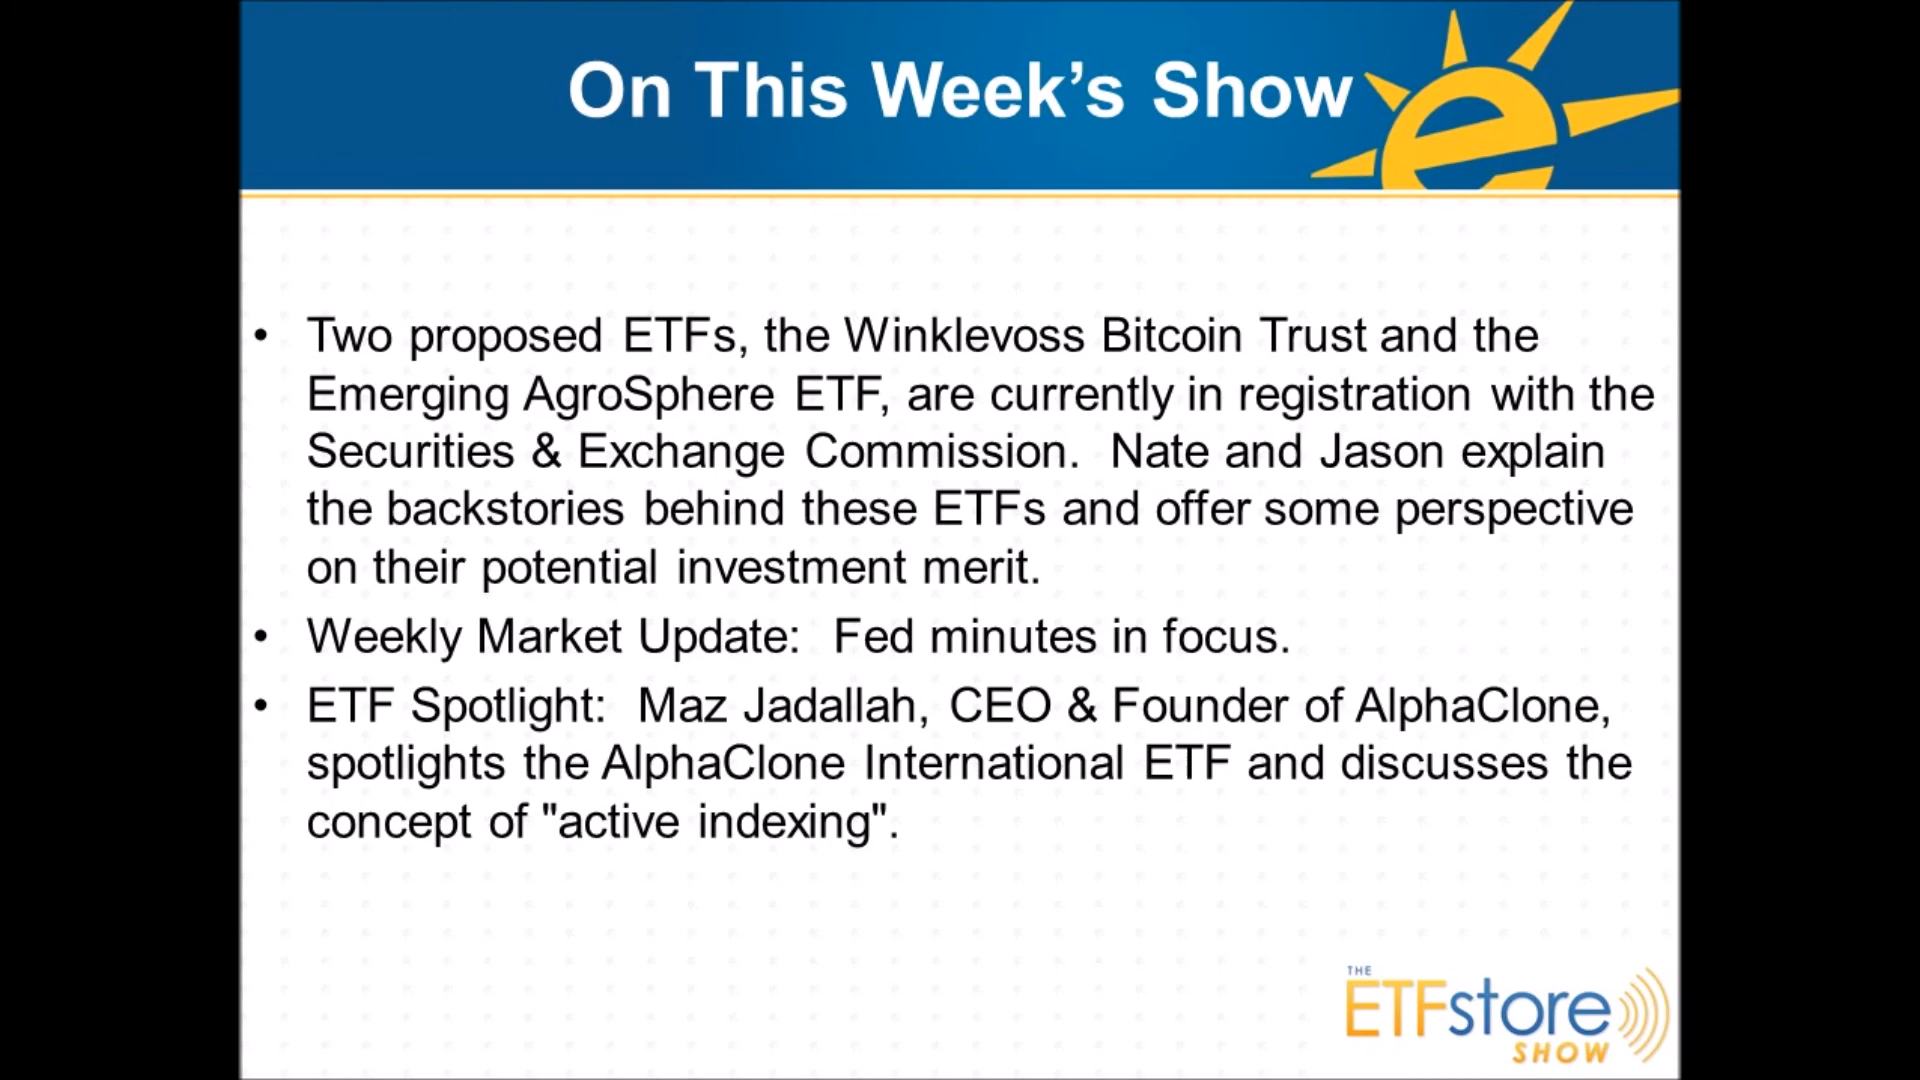 On This Week’s Show
• Two proposed ETFs, the Winklevoss Bitcoin Trust and the
Emerging AgroSphere ETF, are currently in registration with the
Securities & Exchange Commission.  Nate and Jason explain
the backstories behind these ETFs and offer some perspective
on their potential investment merit.
• Weekly Market Update:  Fed minutes in focus.
• ETF Spotlight:  Maz Jadallah, CEO & Founder of AlphaClone,
spotlights the AlphaClone International ETF and discusses the
concept of "active indexing".
THE
ETFstore
SHOW